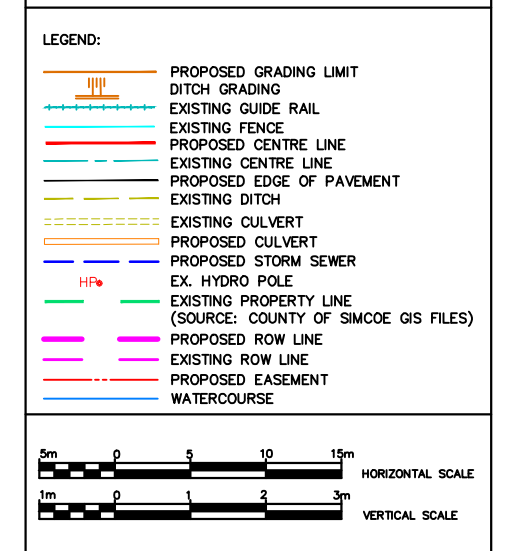 LEGEND:
PROPOSED GRADING LIMIT
DITCH GRADING
EXISTING GUIDE RAIL
EXISTING FENCE
PROPOSED CENTRE LINE
EXISTING CENTRE LINE
PROPOSED EDGE OF PAVEMENT
EXISTING DITCH
EXISTING CULVERT
PROPOSED CULVERT
PROPOSED STORM SEWER
HP EX. HYDRO POLE
EXISTING PROPERTY LINE
(SOURCE: COUNTY OF SIMCOE GIS FILES)
PROPOSED ROW LINE
EXISTING ROW LINE
PROPOSED EASEMENT
WATERCOURSE
5m 0 5 10 15m
HORIZONTAL SCALE
1m 0 1 2 3m
VERTICAL SCALE